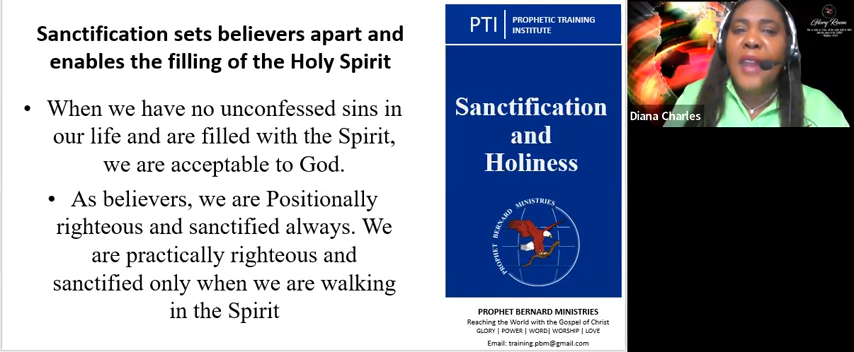 Sanctification sets believers apart and
enables the filling of the Holy Spirit
• When we have no unconfessed sins in
our life and are filled with the Spirit,
we are acceptable to God.
• As believers, we are Positionally
righteous and sanctified always. We
are practically righteous and
sanctified only when we are walking
in the Spirit
PTI
PROPHETIC TRAINING
INSTITUTE
Sanctification
and
Holiness
PROPHET BERNARD MINISTRIES
PROPHET BERNARD MINISTRIES
Reaching the World with the Gospel of Christ
GLORY | POWER | WORD| WORSHIP | LOVE
Email: training.pbm@gmail.com
Glory Room
Diana Charles